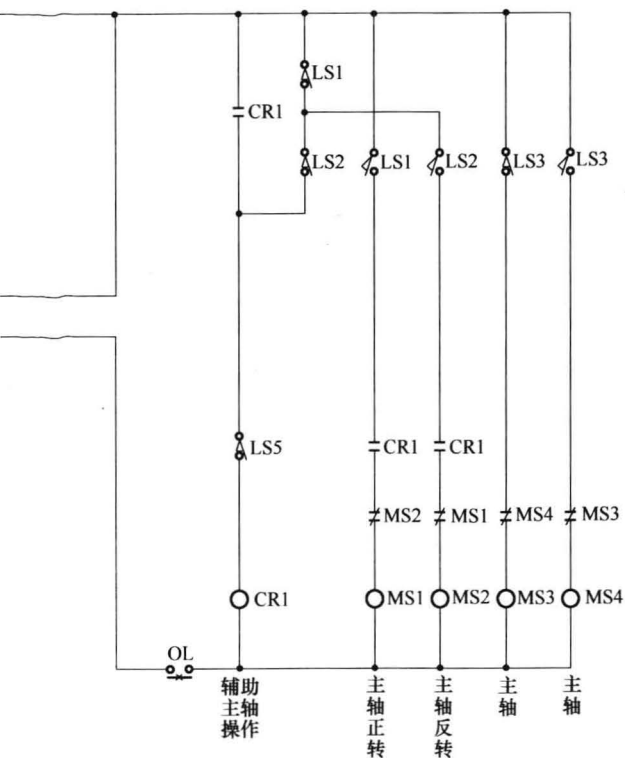 LS1
CR1
LS2
LS1
LS2
LS3
LS3
LS5
CR1
CR1
MS2
MS1
MS4
MS3
CR1
MS1
MS2
MS3
MS4
OL
辅助
主轴
操作
主轴正转
主轴反转
主轴
主轴